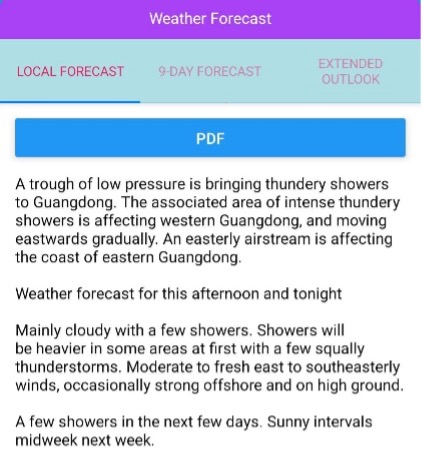 Weather Forecast
LOCAL FORECAST
9-DAY FORECAST
EXTENDED
OUTLOOK
PDF
A trough of low pressure is bringing thundery showers
to Guangdong. The associated area of intense thundery
showers is affecting western Guangdong, and moving
eastwards gradually. An easterly airstream is affecting
the coast of eastern Guangdong.
Weather forecast for this afternoon and tonight
Mainly cloudy with a few showers. Showers will
be heavier in some areas at first with a few squally
thunderstorms. Moderate to fresh east to southeasterly
winds, occasionally strong offshore and on high ground.
A few showers in the next few days. Sunny intervals
midweek next week.